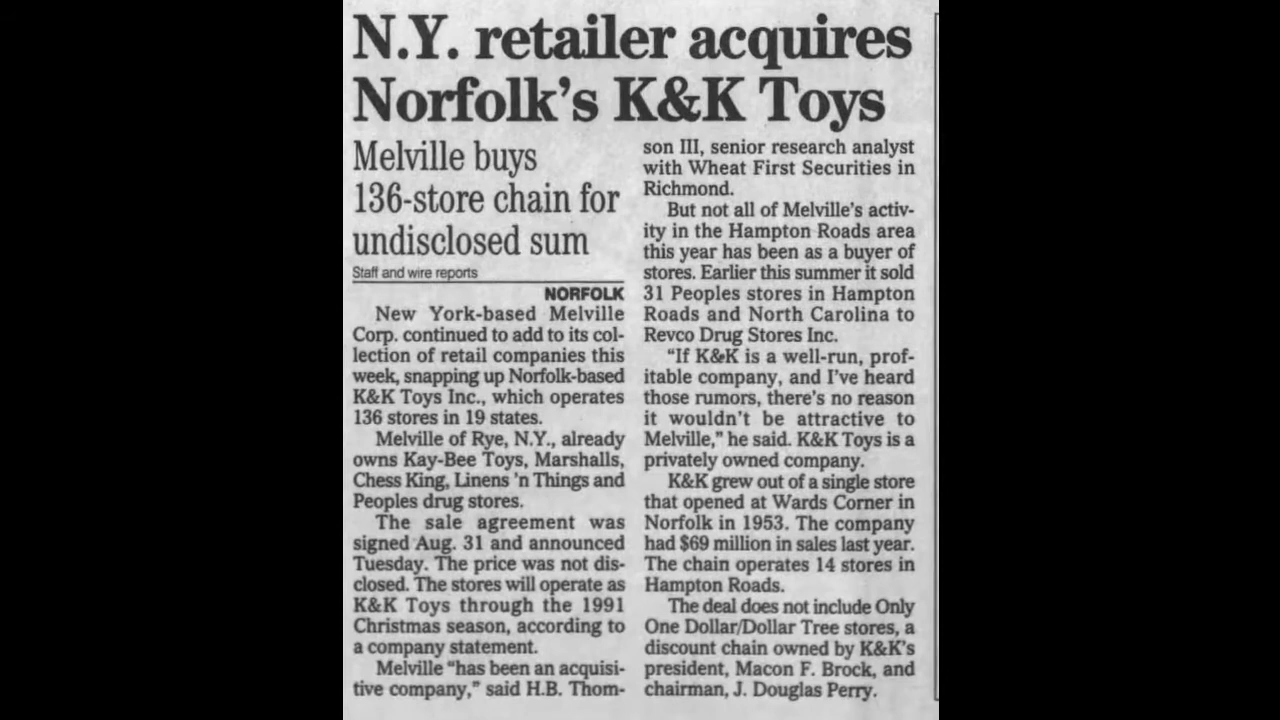 N.Y. retailer acquires
Norfolk's K&K Toys
Melville buys
136-store chain for
undisclosed sum
Staff and wire reports
NORFOLK
New York-based Melville
Corp. continued to add to its col-
lection of retail companies this
week, snapping up Norfolk-based
K&K Toys Inc., which operates
136 stores in 19 states.
Melville of Rye, N.Y., already
owns Kay-Bee Toys, Marshalls,
Chess King, Linens 'n Things and
Peoples drug stores.
The sale agreement was
signed Aug. 31 and announced
Tuesday. The price was not dis-
closed. The stores will operate as
K&K Toys through the 1991
Christmas season, according to
a company statement.
Melville "has been an acquisi-
tive company," said H.B. Thom-
son III, senior research analyst
with Wheat First Securities in
Richmond.
But not all of Melville's activ-
ity in the Hampton Roads area
this year has been as a buyer of
stores. Earlier this summer it sold
31 Peoples stores in Hampton
Roads and North Carolina to
Revco Drug Stores Inc.
"If K&K is a well-run, prof-
itable company, and I've heard
those rumors, there's no reason
it wouldn't be attractive to
Melville," he said. K&K Toys is a
privately owned company.
K&K grew out of a single store
that opened at Wards Corner in
Norfolk in 1953. The company
had $69 million in sales last year.
The chain operates 14 stores in
Hampton Roads.
The deal does not include Only
One Dollar/Dollar Tree stores, a
discount chain owned by K&K's
president, Macon F. Brock, and
chairman, J. Douglas Perry.